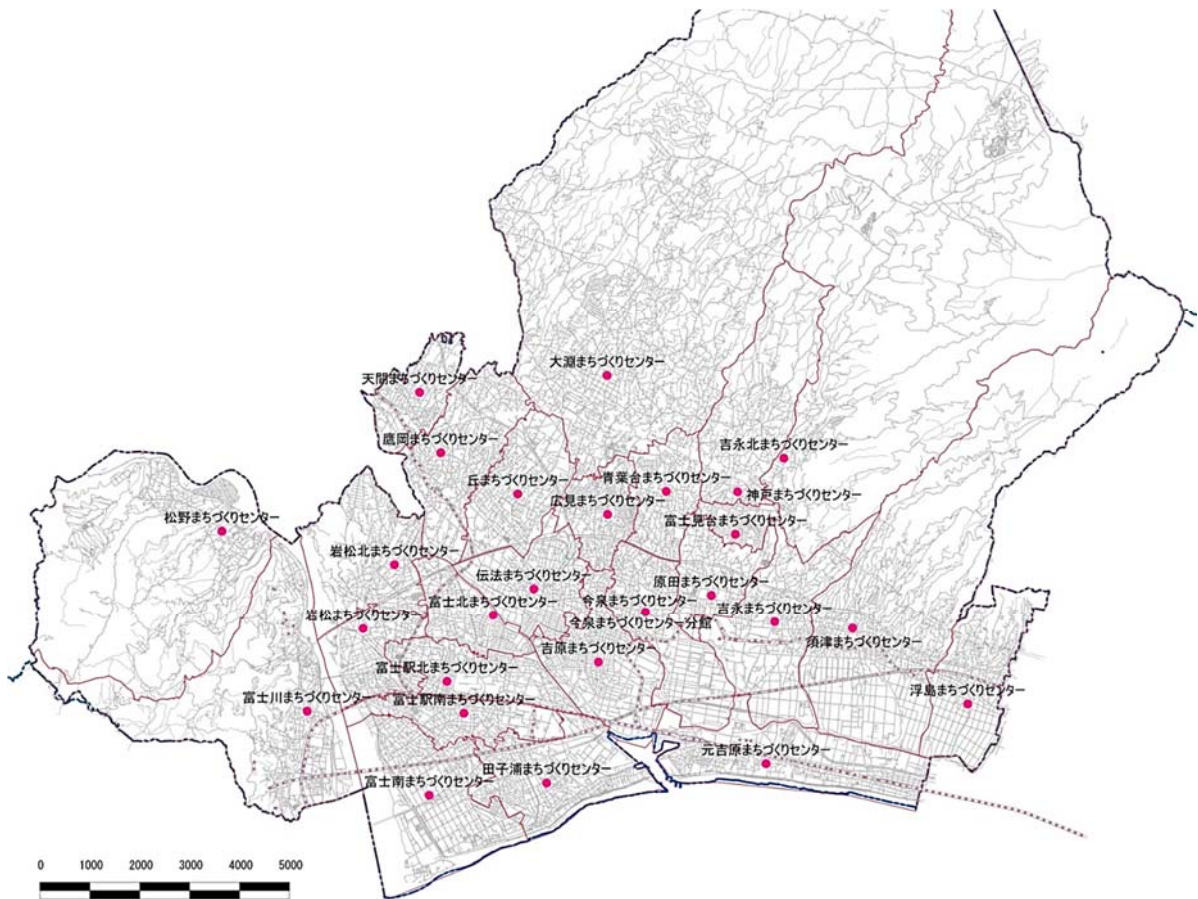 大淵まちづくりセンター
天間まちづくりセンター
鷹岡まちづくりセンター
吉永北まちづくりセンター
丘まちづくりセンター
青葉台まちづくりセンター
神戸まちづくりセンター
広見まちづくりセンター
松野まちづくりセンター
富士見台まちづくりセンター
岩松北まちづくりセンター
伝法まちづくりセンター
原田まちづくりセンター
富士北まちづくりセンター
今泉まちづくりセンター
吉永まちづくりセンター
岩松まちづくりセンター
今泉まちづくりセンター分館
須津まちづくりセンター
吉原まちづくりセンター
富士駅北まちづくりセンター
浮島まちづくりセンター
富士川まちづくりセンター
富士駅南まちづくりセンター
元吉原まちづくりセンター
田子浦まちづくりセンター
富士南まちづくりセンター
0 1000 2000 3000 4000 5000